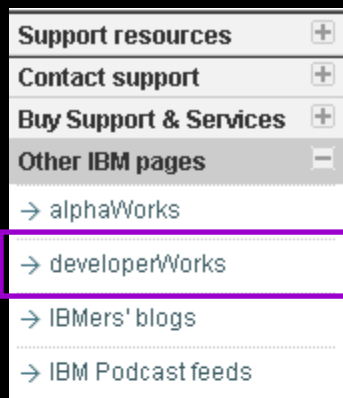 Support resources
Contact support
Buy Support & Services
Other IBM pages
→ alphaWorks
→ developerWorks
→ IBMers' blogs
→ IBM Podcast feeds